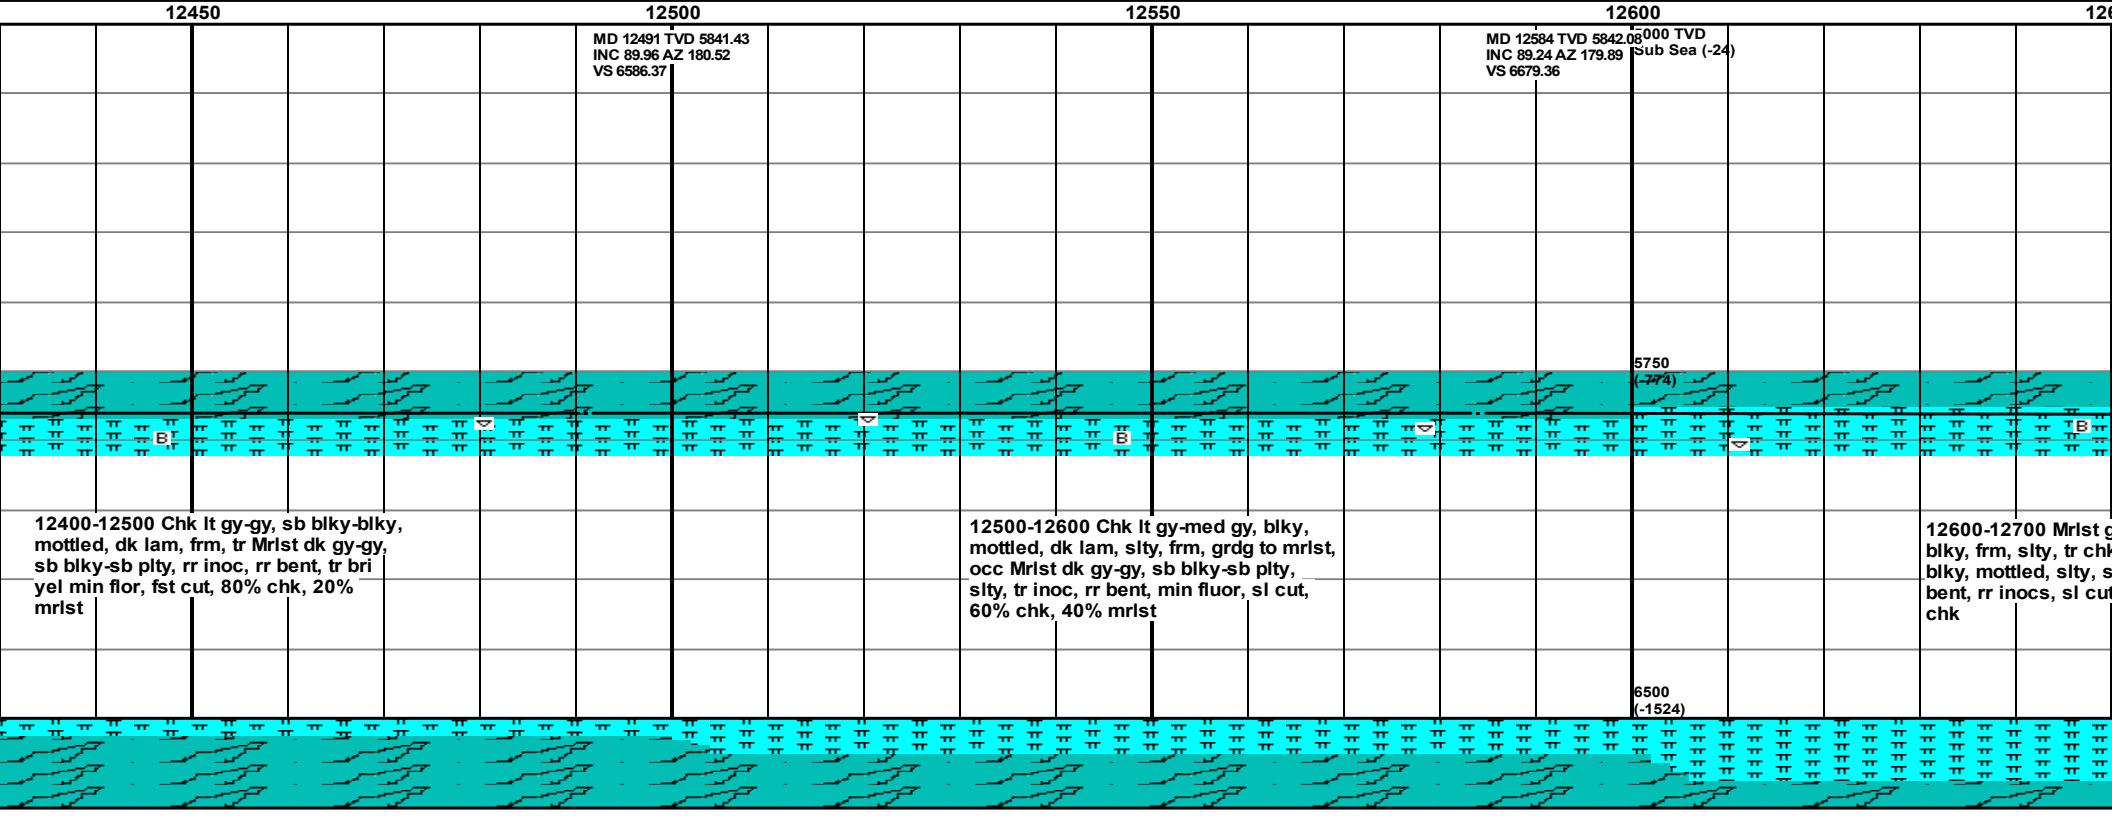 12450 12500 12550 12600
MD 12491 TVD 5841.43
INC 89.96 AZ 180.52
VS 6586.37
MD 12584 TVD 5842.08
INC 89.24 AZ 179.89
VS 6679.36
000 TVD
Sub Sea (-24)
5750
(-774)
B
B
B
12400-12500 Chk lt gy-gy, sb blky-blky,
mottled, dk lam, frm, tr Mrlst dk gy-gy,
sb blky-sb plty, rr inoc, rr bent, tr bri
yel min flor, fst cut, 80% chk, 20%
mrlst
12500-12600 Chk lt gy-med gy, blky,
mottled, dk lam, slty, frm, grdg to mrlst,
occ Mrlst dk gy-gy, sb blky-sb plty,
slty, tr inoc, rr bent, min fluor, sl cut,
60% chk, 40% mrlst
12600-12700 Mrlst
blky, frm, slty, tr chk
blky, mottled, slty,
bent, rr inocs, sl cut
chk
6500
(-1524)